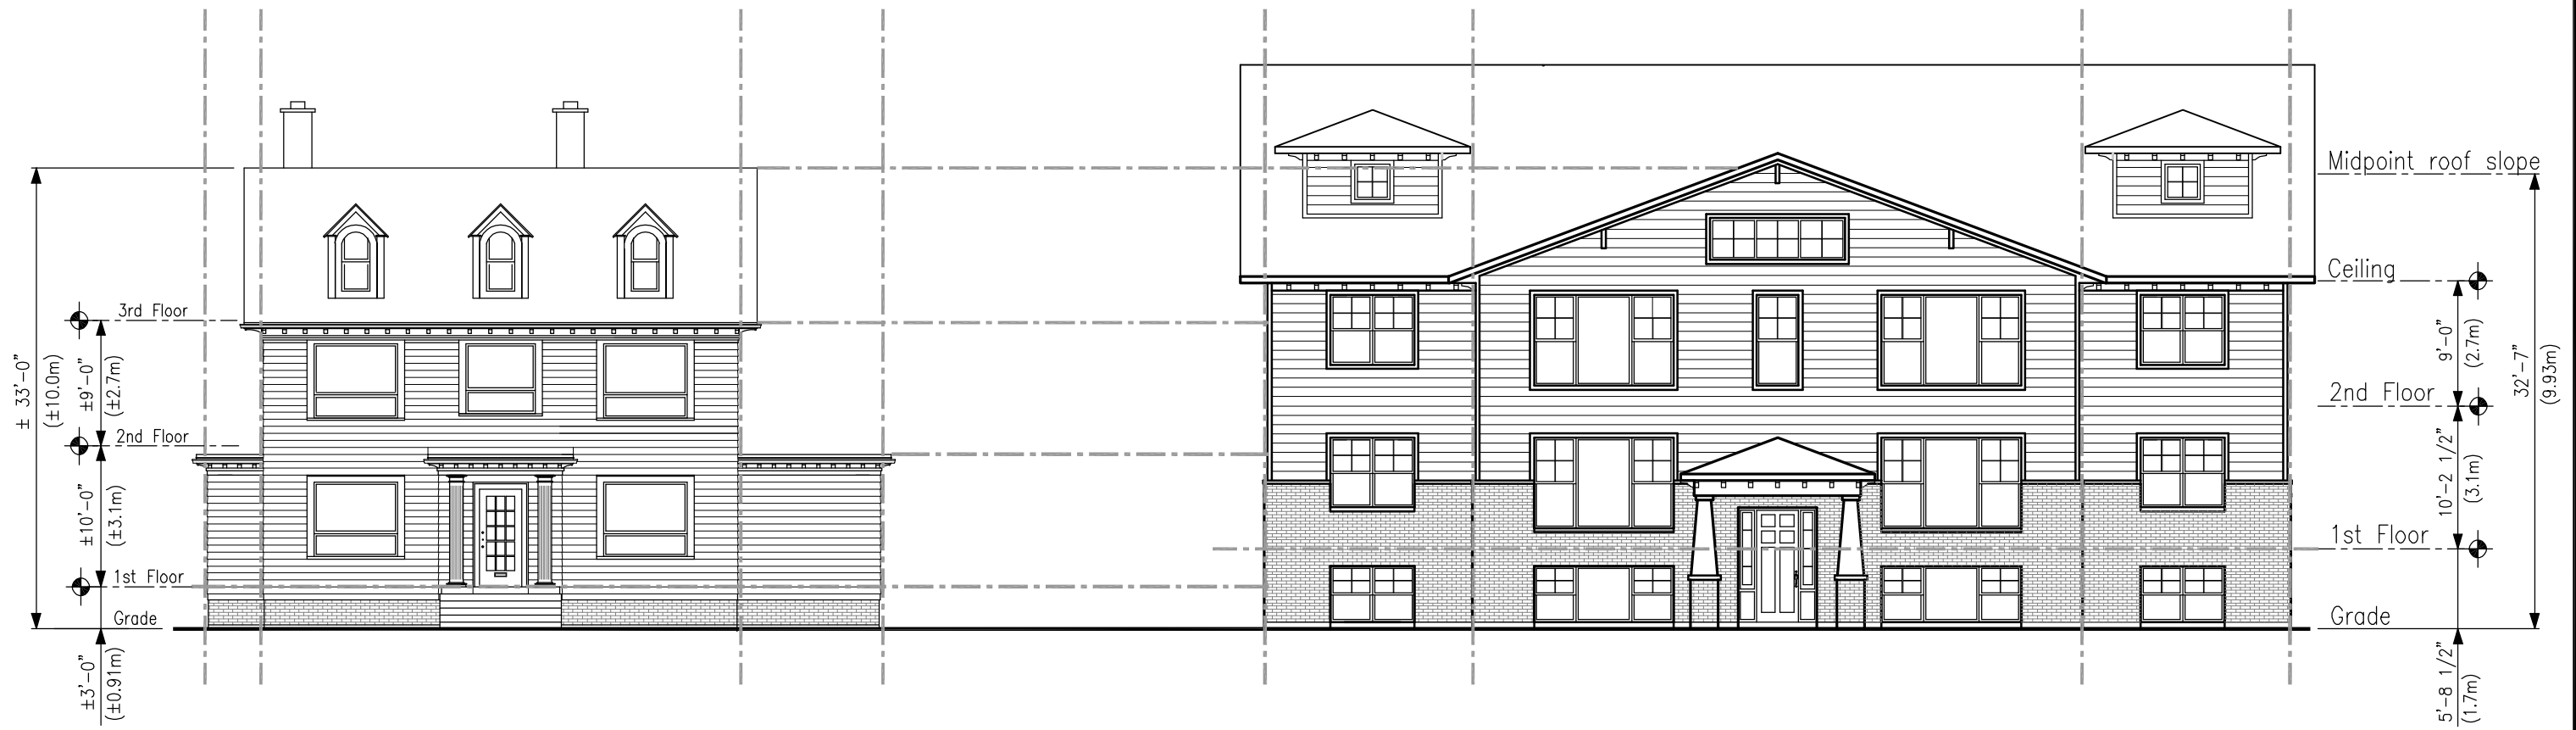 3rd Floor
2nd Floor
1st Floor
Grade
± 33'-0"
(±10.0m)
±9'-0"
(±2.7m)
±10'-0"
(±3.1m)
±3'-0"
(±0.91m)
Midpoint roof slope
Ceiling
2nd Floor
1st Floor
Grade
9'-0"
(2.7m)
10'-2 1/2"
(3.1m)
5'-8 1/2"
(1.7m)
32'-7"
(9.93m)